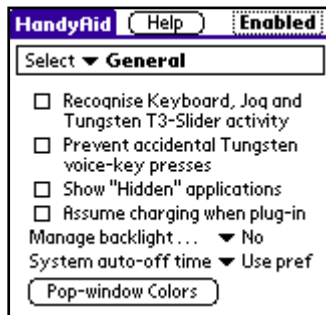 HandyAid Help Enabled
Select General
Recognise Keyboard, Jog and
Tungsten T3-Slider activity
Prevent accidental Tungsten
voice-key presses
Show "Hidden" applications
Assume charging when plug-in
Manage backlight... No
System auto-off time Use pref
Pop-window Colors